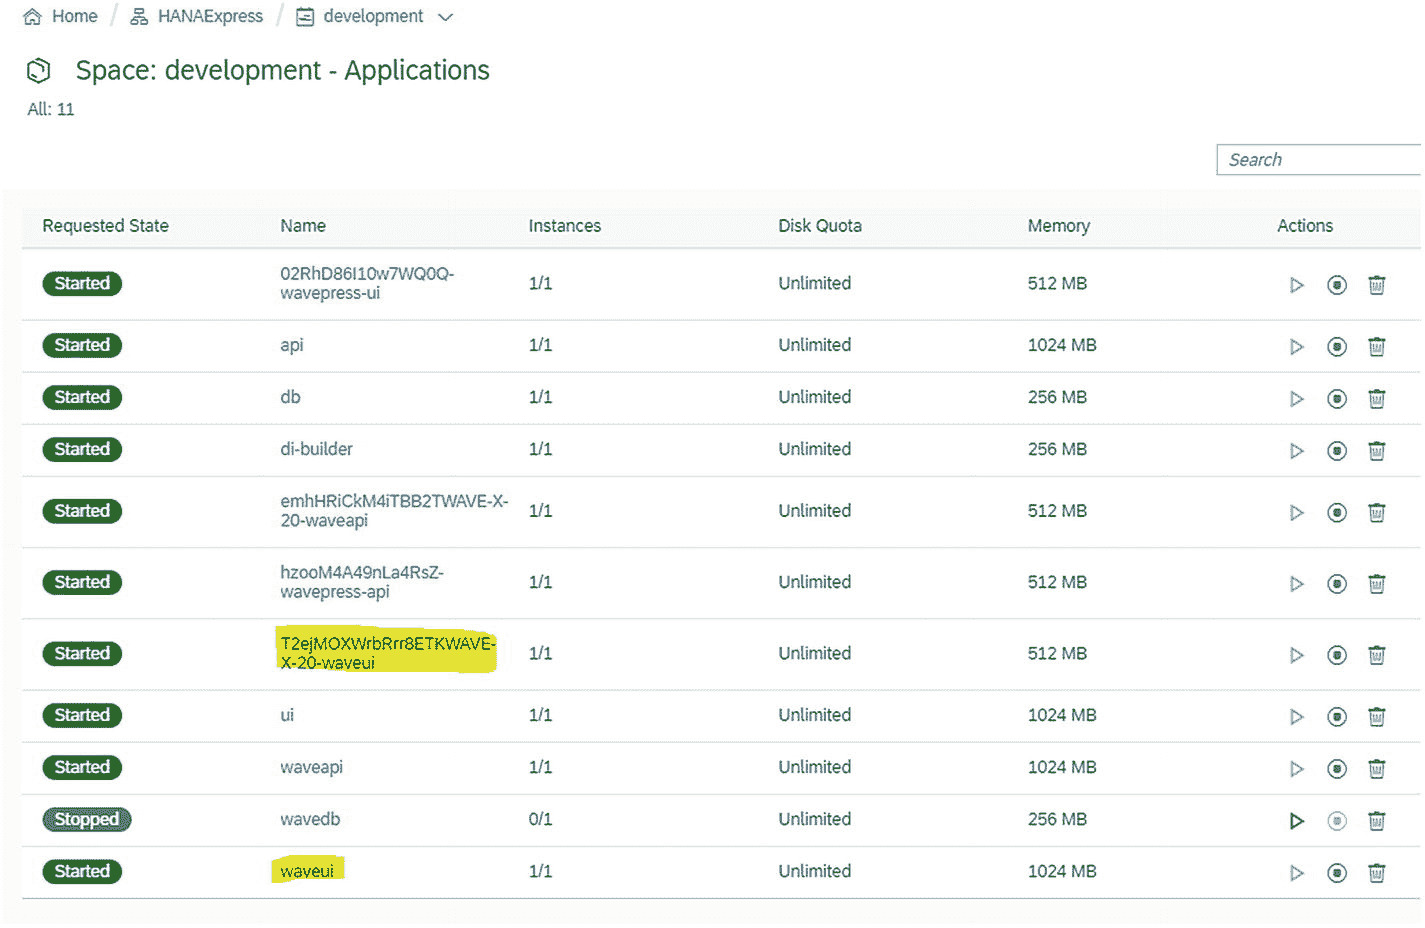 Home / HANAExpress / development
Space: development - Applications
All: 11
Search
Requested State Name Instances Disk Quota Memory Actions
Started 02RhD86I10w7WQ0Q- 1/1 Unlimited 512 MB
wavepress-ui
Started api 1/1 Unlimited 1024 MB
Started db 1/1 Unlimited 256 MB
Started di-builder 1/1 Unlimited 256 MB
Started emhHRiCkM4iTBB2TWAVE-X- 1/1 Unlimited 512 MB
20-waveapi
Started hzooM4A49nLa4RsZ- 1/1 Unlimited 512 MB
wavepress-api
Started T2ejMOXWrbRrr8ETKWAVE- 1/1 Unlimited 512 MB
X-20-waveui
Started ui 1/1 Unlimited 1024 MB
Started waveapi 1/1 Unlimited 1024 MB
Stopped wavedb 0/1 Unlimited 256 MB
Started waveui 1/1 Unlimited 1024 MB